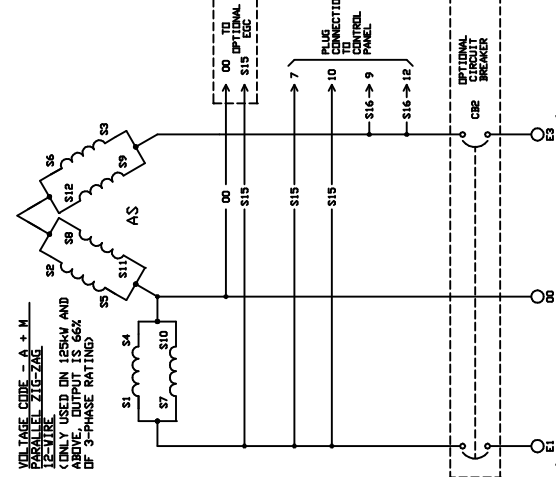 VOLTAGE CODE - A + M
PARALLEL ZIG-ZAG
12-WIRE
(ONLY USED ON 125kW AND
ABOVE, OUTPUT IS 66%
OF 3-PHASE RATING)
S1
S4
S7
S10
S2
S5
S8
S11
S6
S3
S12
S9
AS
00
S15
TO
OPTIONAL
EGC
00
S15
S15
S15
7
10
S16
9
S16
12
PLUG
CONNECTION
TO
CONTROL
PANEL
OPTIONAL
CIRCUIT
BREAKER
CB2
E1
00
E3